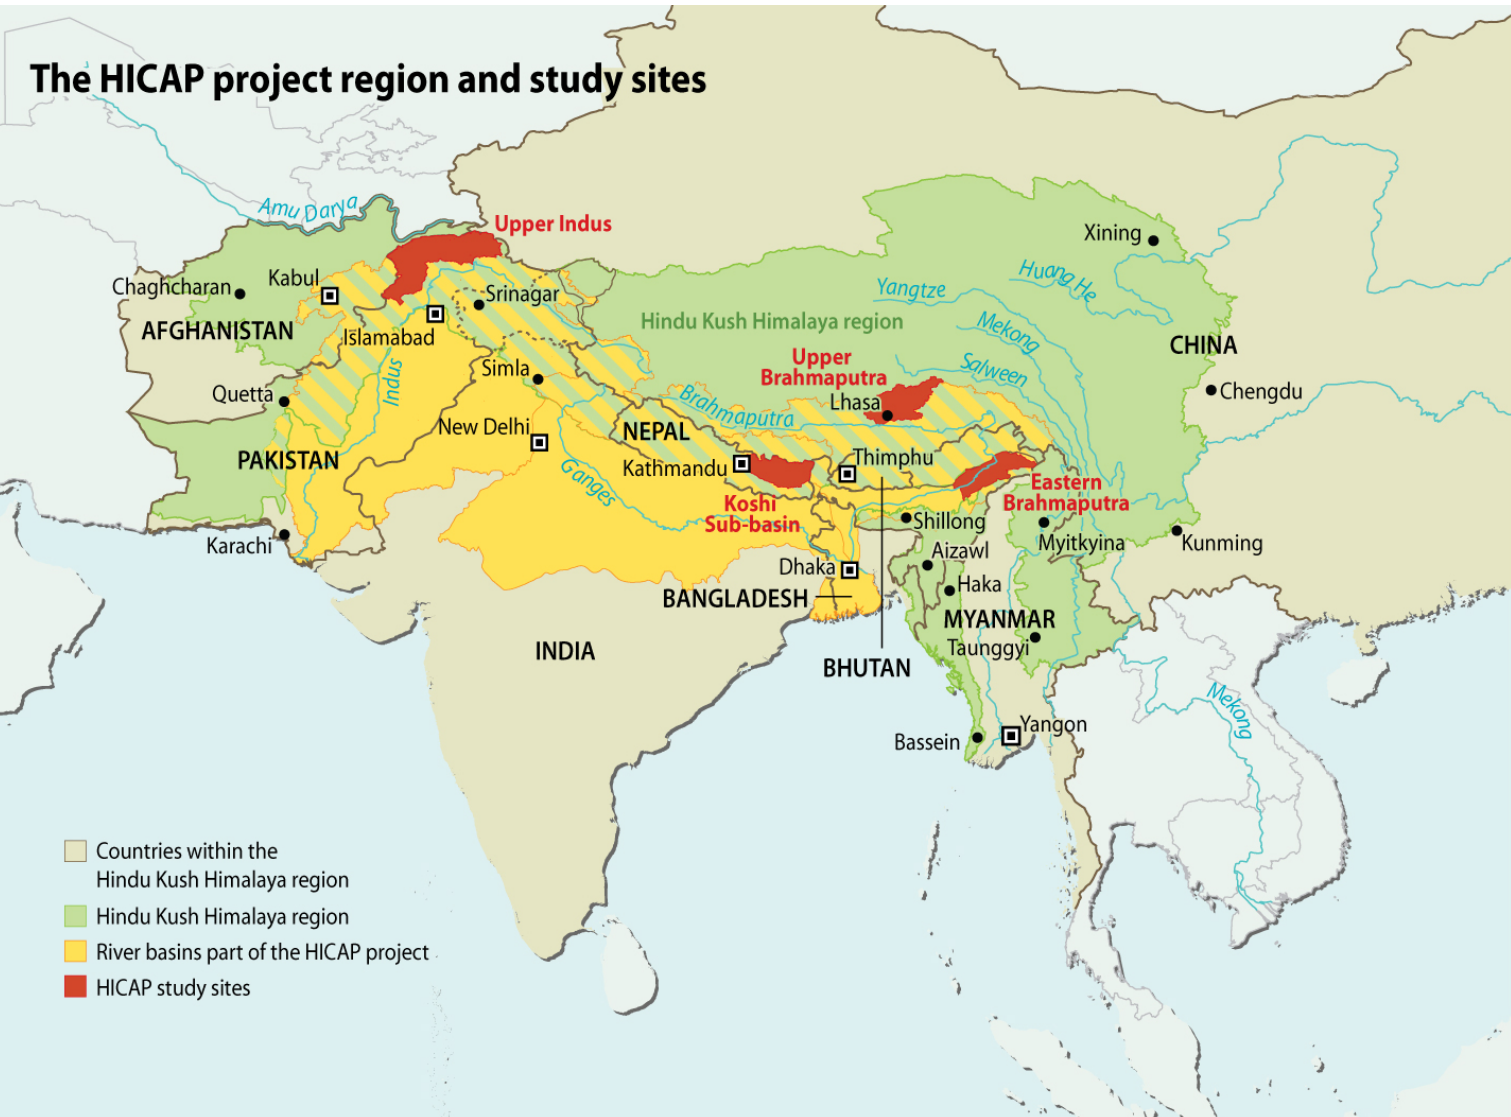 The HICAP project region and study sites
Amu Darya
Upper Indus
Xining
Kabul
Chaghcharan
Srinagar
Huang He
Yangtze
AFGHANISTAN
Islamabad
Hindu Kush Himalaya region
Mekong
CHINA
Upper
Brahmaputra
Simla
Salween
Indus
Quetta
Lhasa
Chengdu
Brahmaputra
New Delhi
NEPAL
PAKISTAN
Kathmandu
Thimphu
Ganges
Koshi
Sub-basin
Eastern
Brahmaputra
Shillong
Karachi
Myitkyina
Kunming
Aizawl
Dhaka
Haka
BANGLADESH
MYANMAR
INDIA
Taunggyi
BHUTAN
Mekong
Yangon
Bassein
Countries within the
Hindu Kush Himalaya region
Hindu Kush Himalaya region
River basins part of the HICAP project
HICAP study sites